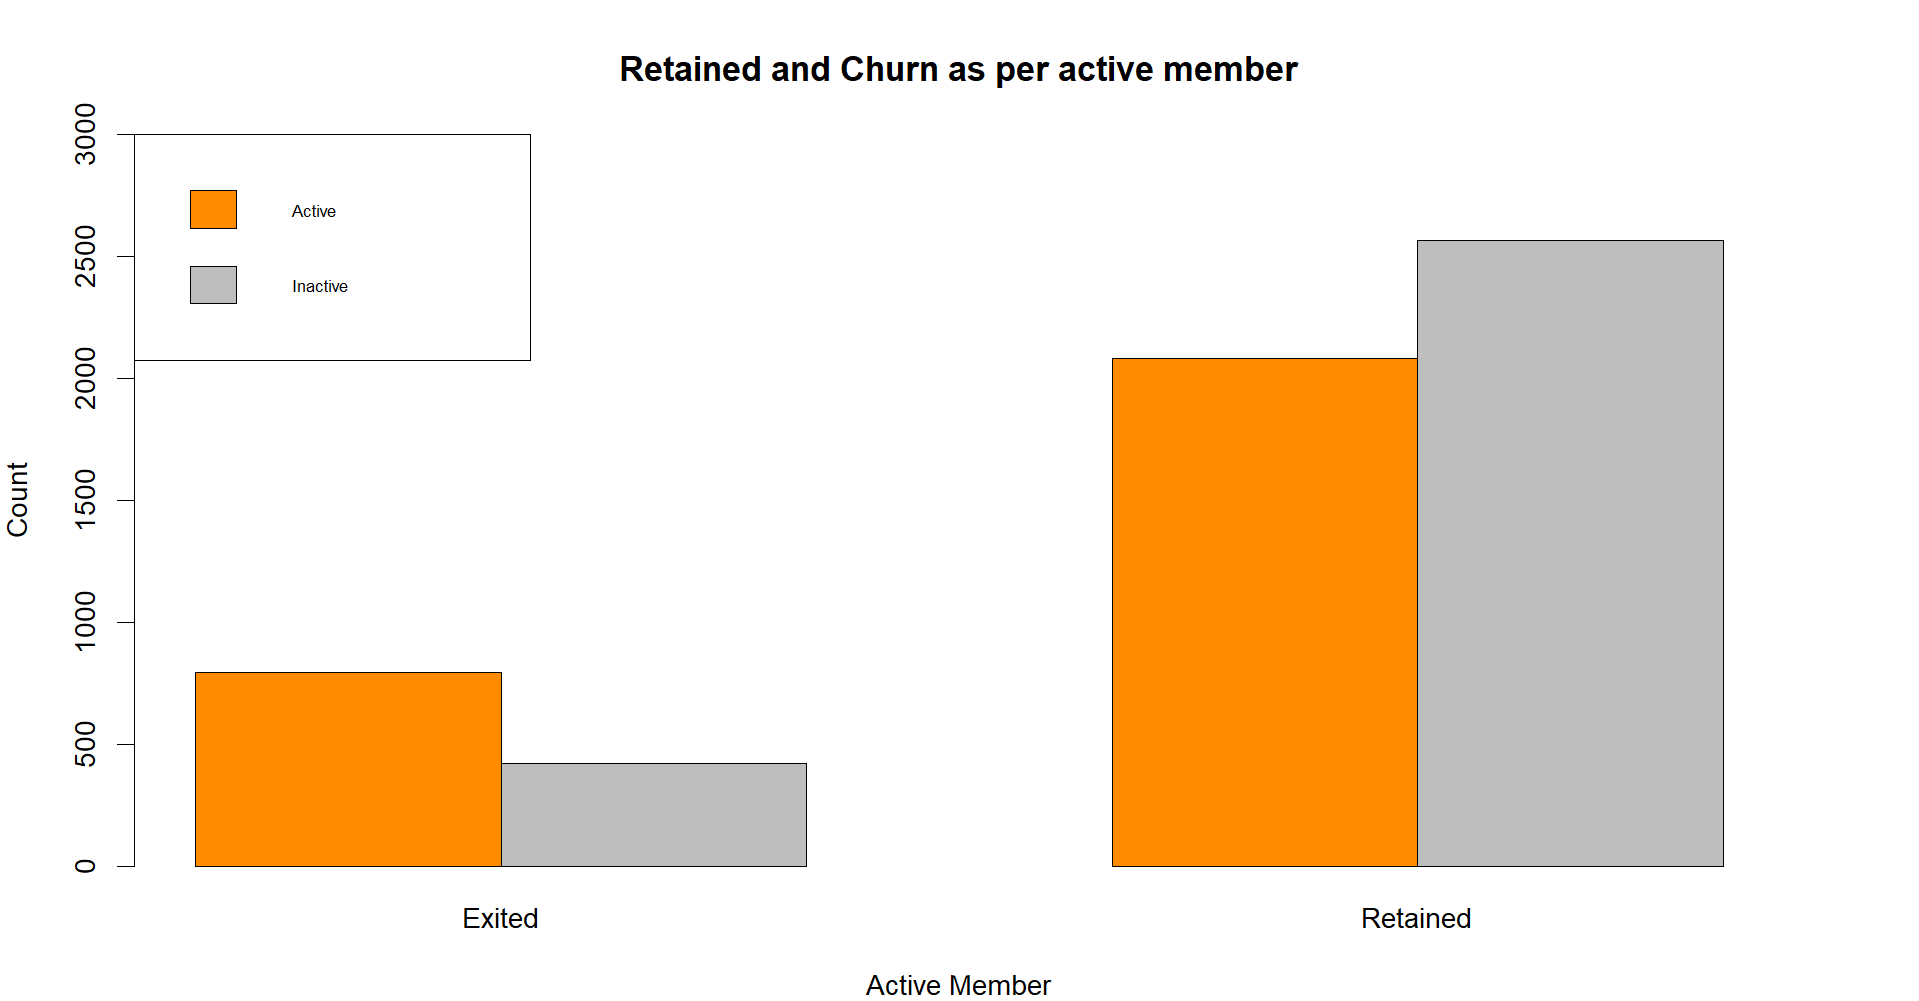 Retained and Churn as per active member
3000
2500
2000
1500
1000
500
0
Count
Active
Inactive
Exited
Retained
Active Member